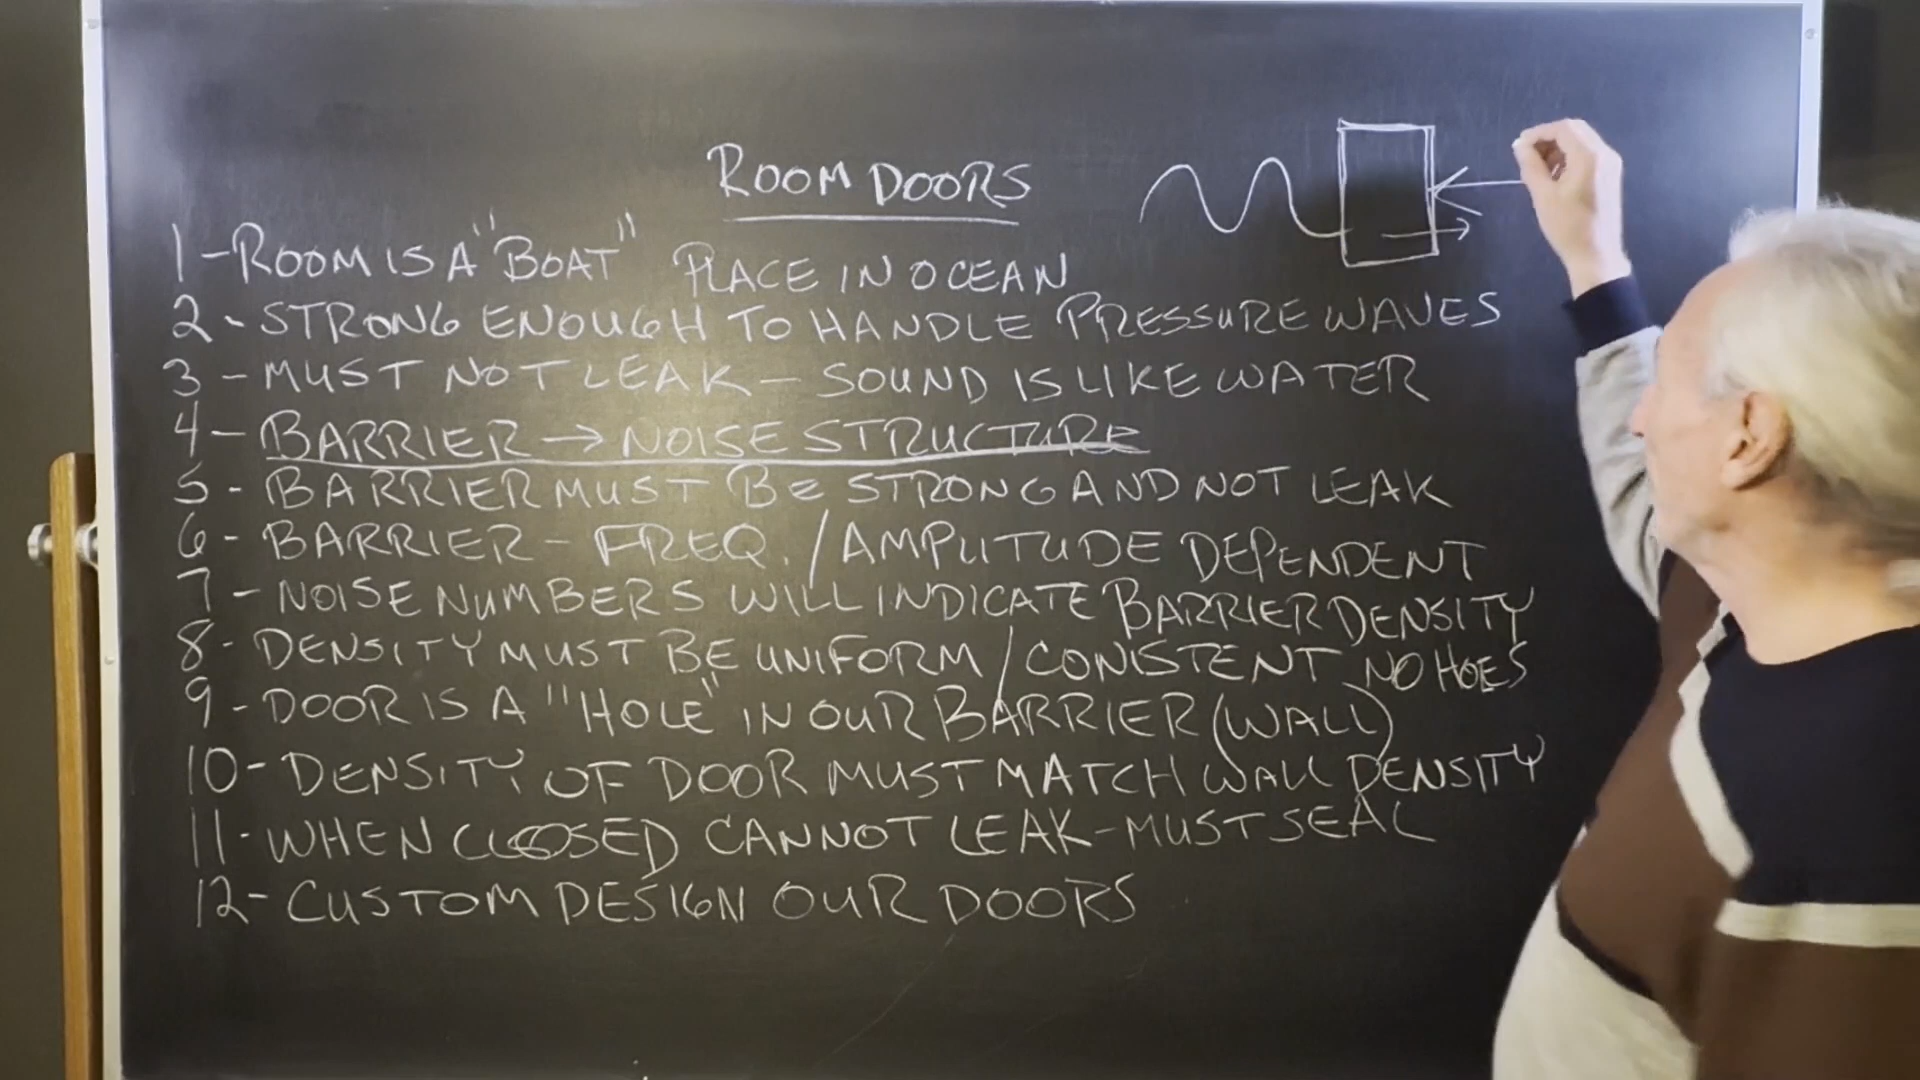 ROOM DOORS
1-ROOM IS A "BOAT" PLACE IN OCEAN
2-STRONG ENOUGH TO HANDLE PRESSURE WAVES
3-MUST NOT LEAK-SOUND IS LIKE WATER
4-BARRIER→NOISE STRUCTURE
5-BARRIER MUST BE STRONG AND NOT LEAK
6-BARRIER-FREQ./AMPLITUDE DEPENDENT
7-NOISE NUMBERS WILL INDICATE BARRIER DENSITY
8-DENSITY MUST BE UNIFORM/CONISTENT NO HOES
9-DOOR IS A "HOLE" IN OUR BARRIER (WALL)
10-DENSITY OF DOOR MUST MATCH WALL DENSITY
11-WHEN CLOSED CANNOT LEAK-MUST SEAL
12-CUSTOM DESIGN OUR DOORS